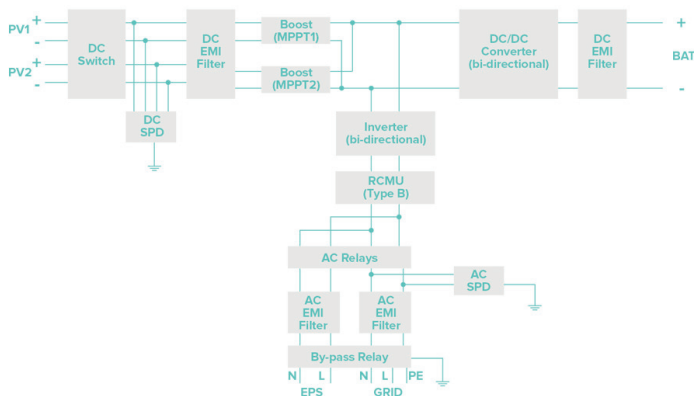 PV1 + -
PV2 + -
DC
Switch
DC
SPD
DC
EMI
Filter
Boost
(MPPT1)
Boost
(MPPT2)
DC/DC
Converter
(bi-directional)
DC
EMI
Filter
+
BAT
-
Inverter
(bi-directional)
RCMU
(Type B)
AC Relays
AC
SPD
AC
EMI
Filter
AC
EMI
Filter
By-pass Relay
N L N L PE
EPS GRID